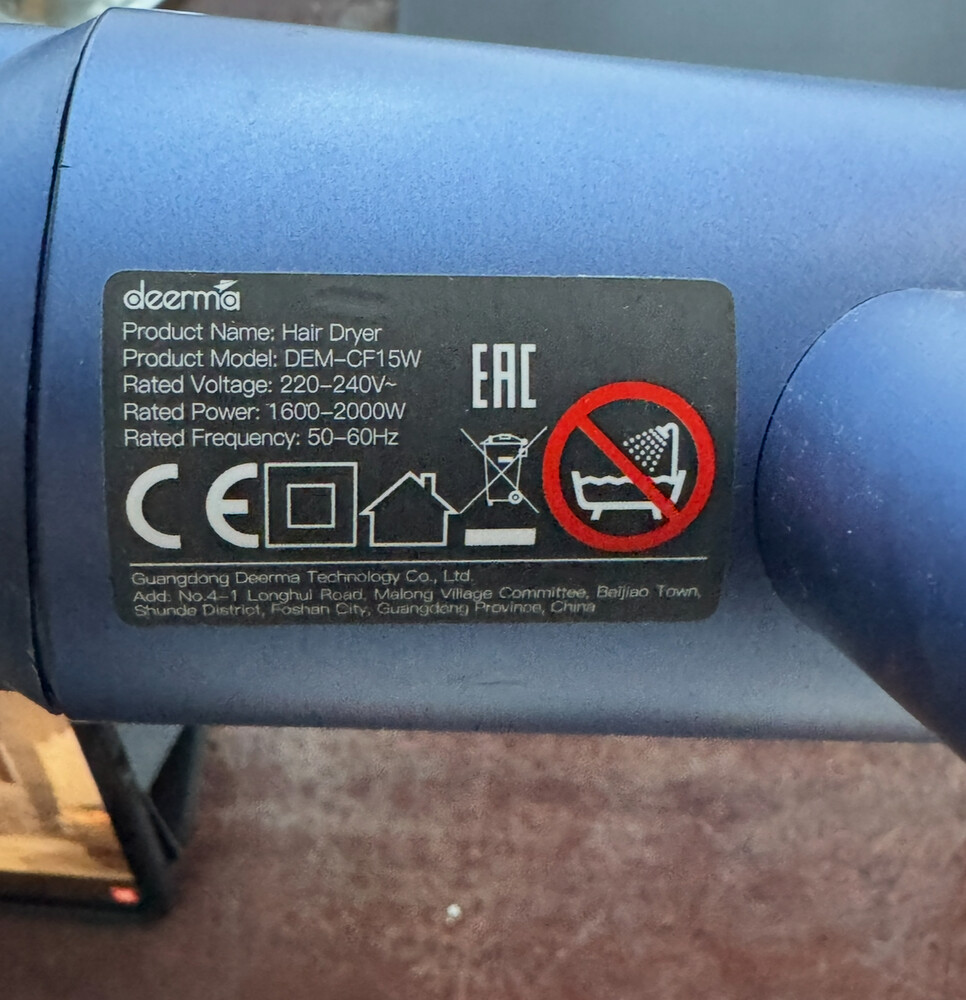 deerma
Product Name: Hair Dryer
Product Model: DEM-CF15W
Rated Voltage: 220-240V~
Rated Power: 1600-2000W
Rated Frequency: 50-60Hz
EAC
CE
Guangdong Deerma Technology Co., Ltd.
Add: No.4-1 Longhui Road, Malong Village Committee, Beijiao Town,
Shunde District, Foshan City, Guangdong Province, China